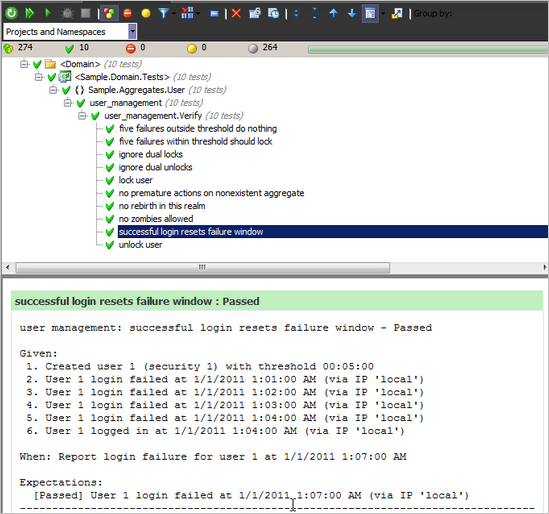 Group by:
Projects and Namespaces
274 10 0 0 264
<Domain> (10 tests)
<Sample.Domain.Tests> (10 tests)
{} Sample.Aggregates.User (10 tests)
user_management (10 tests)
user_management.Verify (10 tests)
five failures outside threshold do nothing
five failures within threshold should lock
ignore dual locks
ignore dual unlocks
lock user
no premature actions on nonexistent aggregate
no rebirth in this realm
no zombies allowed
successful login resets failure window
unlock user
successful login resets failure window : Passed
user management: successful login resets failure window - Passed
Given:
1. Created user 1 (security 1) with threshold 00:05:00
2. User 1 login failed at 1/1/2011 1:01:00 AM (via IP 'local')
3. User 1 login failed at 1/1/2011 1:02:00 AM (via IP 'local')
4. User 1 login failed at 1/1/2011 1:03:00 AM (via IP 'local')
5. User 1 login failed at 1/1/2011 1:04:00 AM (via IP 'local')
6. User 1 logged in at 1/1/2011 1:04:00 AM (via IP 'local')
When: Report login failure for user 1 at 1/1/2011 1:07:00 AM
Expectations:
[Passed] User 1 login failed at 1/1/2011 1:07:00 AM (via IP 'local')